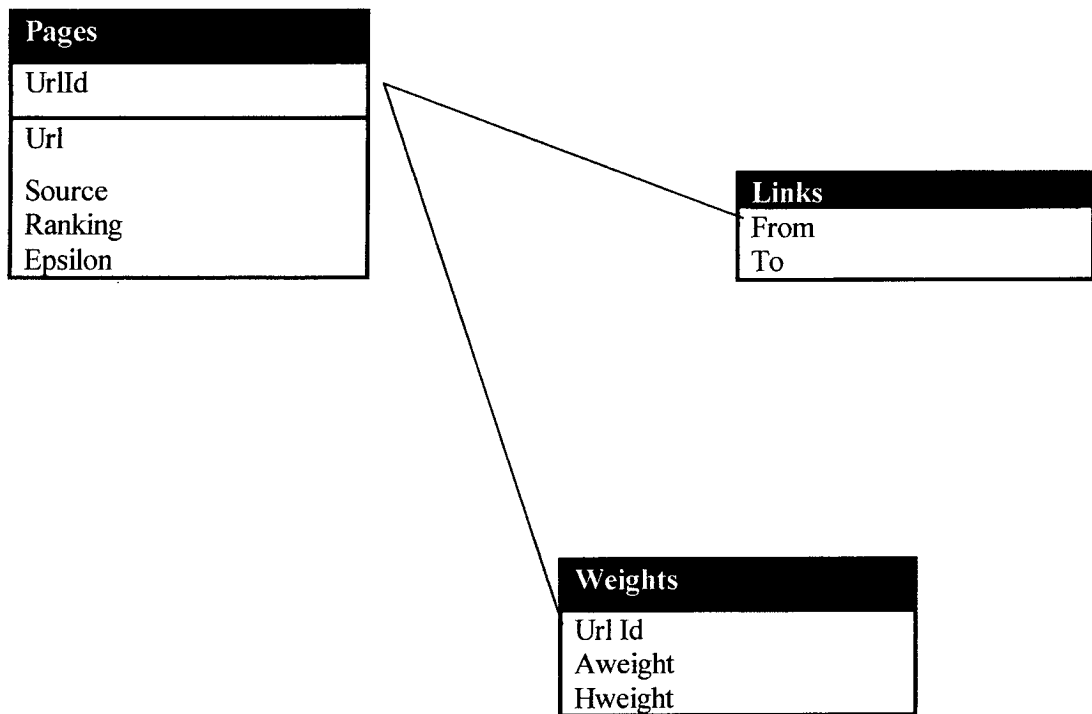 Pages
UrlId
Url
Source
Ranking
Epsilon
Links
From
To
Weights
Url Id
Aweight
Hweight